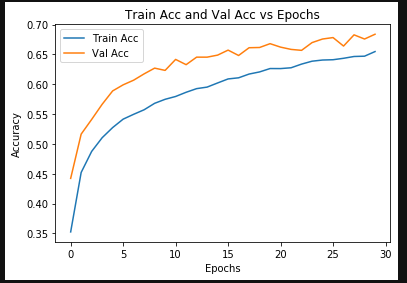 Train Acc and Val Acc vs Epochs
Train Acc
Val Acc
Accuracy
0.70
0.65
0.60
0.55
0.50
0.45
0.40
0.35
0 5 10 15 20 25 30
Epochs